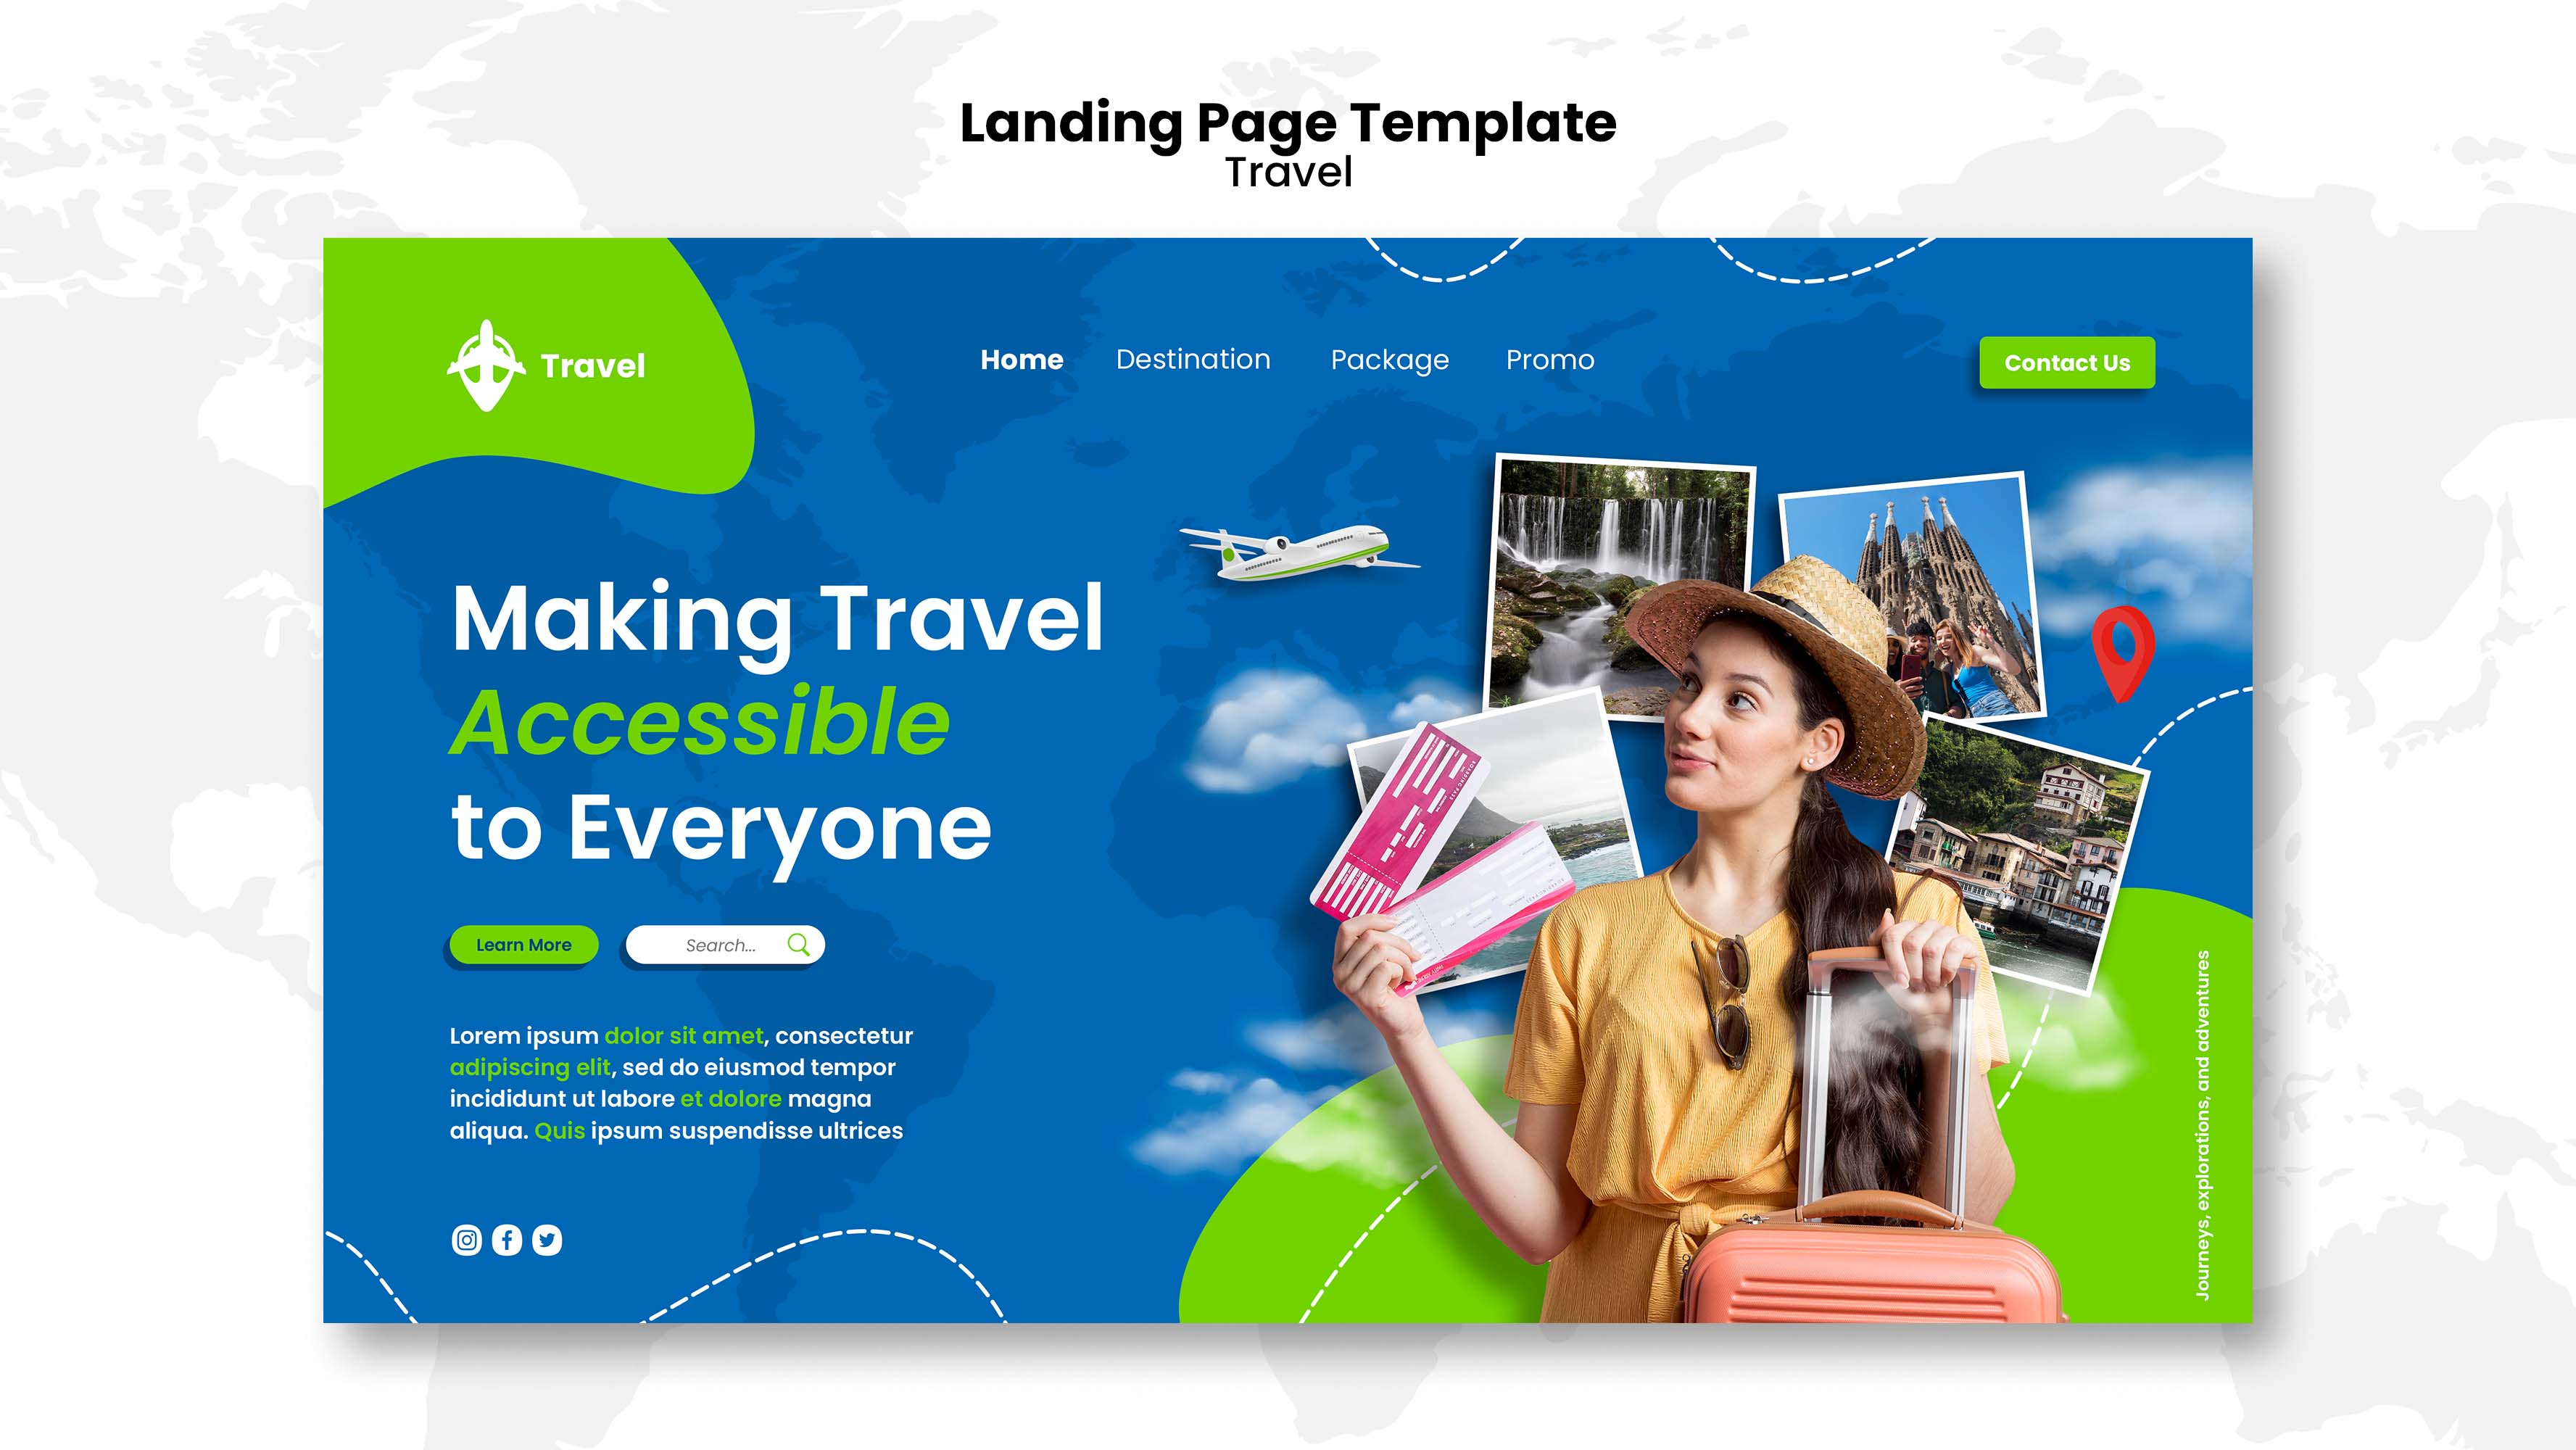 Landing Page Template
Travel
Travel
Home
Destination
Package
Promo
Contact Us
Making Travel
Accessible
to Everyone
Learn More
Search...
Lorem ipsum dolor sit amet, consectetur
adipiscing elit, sed do eiusmod tempor
incididunt ut labore et dolore magna
aliqua. Quis ipsum suspendisse ultrices
Journeys, explorations, and adventures